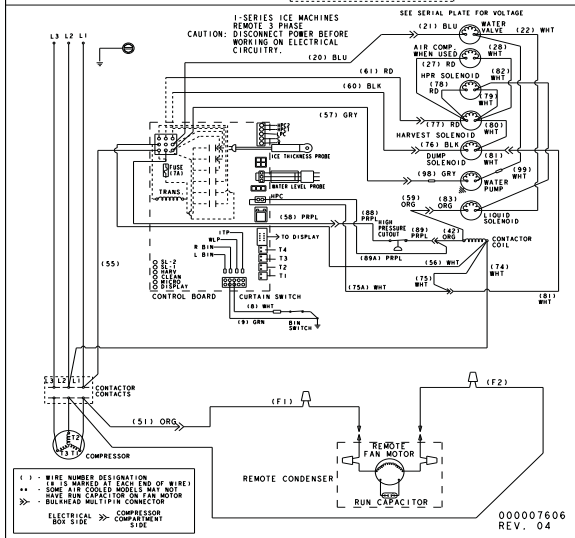 I-SERIES ICE MACHINES
REMOTE 3 PHASE
CAUTION: DISCONNECT POWER BEFORE
WORKING ON ELECTRICAL
CIRCUITRY.
SEE SERIAL PLATE FOR VOLTAGE
L3 L2 L1
(21) BLU
WATER
VALVE
(22) WHT
(20) BLU
AIR COMP.
WHEN USED
(28)
WHT
(27) RD
(61) RD
HPR SOLENOID
(82)
WHT
(78)
RD
(79)
WHT
(60) BLK
(77) RD
(80)
WHT
HARVEST SOLENOID
(57) GRY
(76) BLK
DUMP
SOLENOID
(81)
WHT
(99)
WHT
(98) GRY
WATER
PUMP
(59)
ORG
(83)
ORG
LIQUID
SOLENOID
HPC2
HPC1
LPC
ICE THICKNESS PROBE
FUSE
(7A)
TRANS.
WATER LEVEL PROBE
HPC
(58) PRPL
(88)
PRPL
HIGH
PRESSURE
CUTOUT
(89)
PRPL
(42)
ORG
CONTACTOR
COIL
TO DISPLAY
ITP
WLP
R BIN
L BIN
T4
T3
T2
T1
(89A) PRPL
(56) WHT
(74)
WHT
(75)
WHT
(75A) WHT
(81)
WHT
(55)
SL-2
SL-1
HARV
CLEAN
MICRO
DISPLAY
CONTROL BOARD
CURTAIN SWITCH
(8) WHT
(9) GRN
BIN
SWITCH
L3 L2 L1
CONTACTOR
CONTACTS
(51) ORG
(F1)
(F2)
T2
T3 T1
COMPRESSOR
REMOTE
FAN MOTOR
REMOTE CONDENSER
RUN CAPACITOR
( ) - WIRE NUMBER DESIGNATION
(# IS MARKED AT EACH END OF WIRE)
** - SOME AIR COOLED MODELS MAY NOT
HAVE RUN CAPACITOR ON FAN MOTOR
>>- - BULKHEAD MULTIPIN CONNECTOR
ELECTRICAL >>- COMPRESSOR
BOX SIDE COMPARTMENT
SIDE
000007606
REV. 04